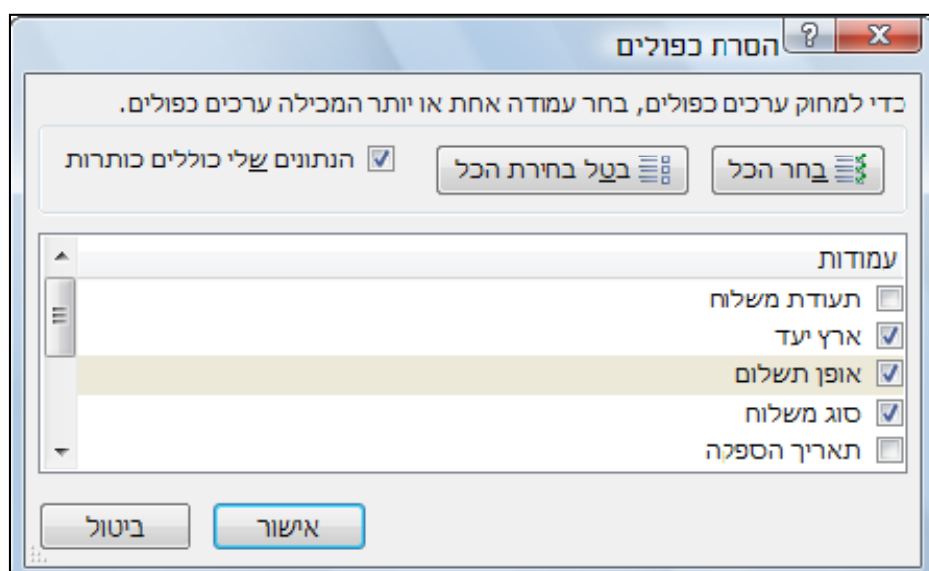 הסרת כפולים
כדי למחוק ערכים כפולים, בחר עמודה אחת או יותר המכילה ערכים כפולים.
בחר הכל בטל בחירת הכל הנתונים שלי כוללים כותרות
עמודות
תעודת משלוח
ארץ יעד
אופן תשלום
סוג משלוח
תאריך הספקה
אישור ביטול